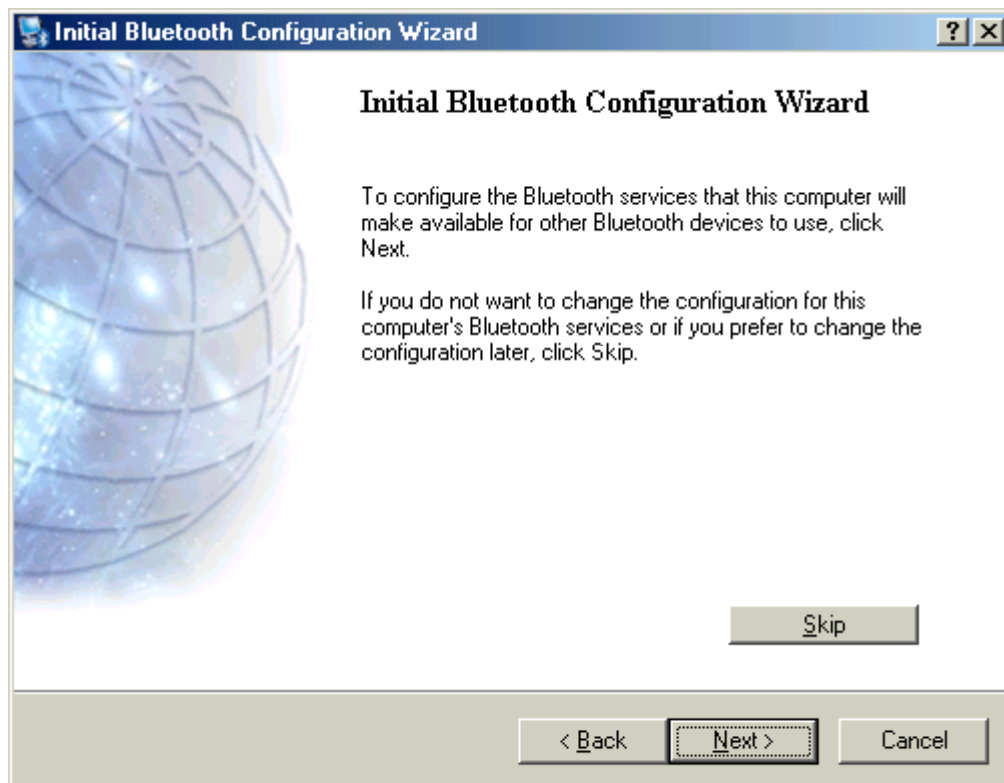 Initial Bluetooth Configuration Wizard
Initial Bluetooth Configuration Wizard
To configure the Bluetooth services that this computer will
make available for other Bluetooth devices to use, click
Next.
If you do not want to change the configuration for this
computer's Bluetooth services or if you prefer to change the
configuration later, click Skip.
Skip
< Back
Next >
Cancel